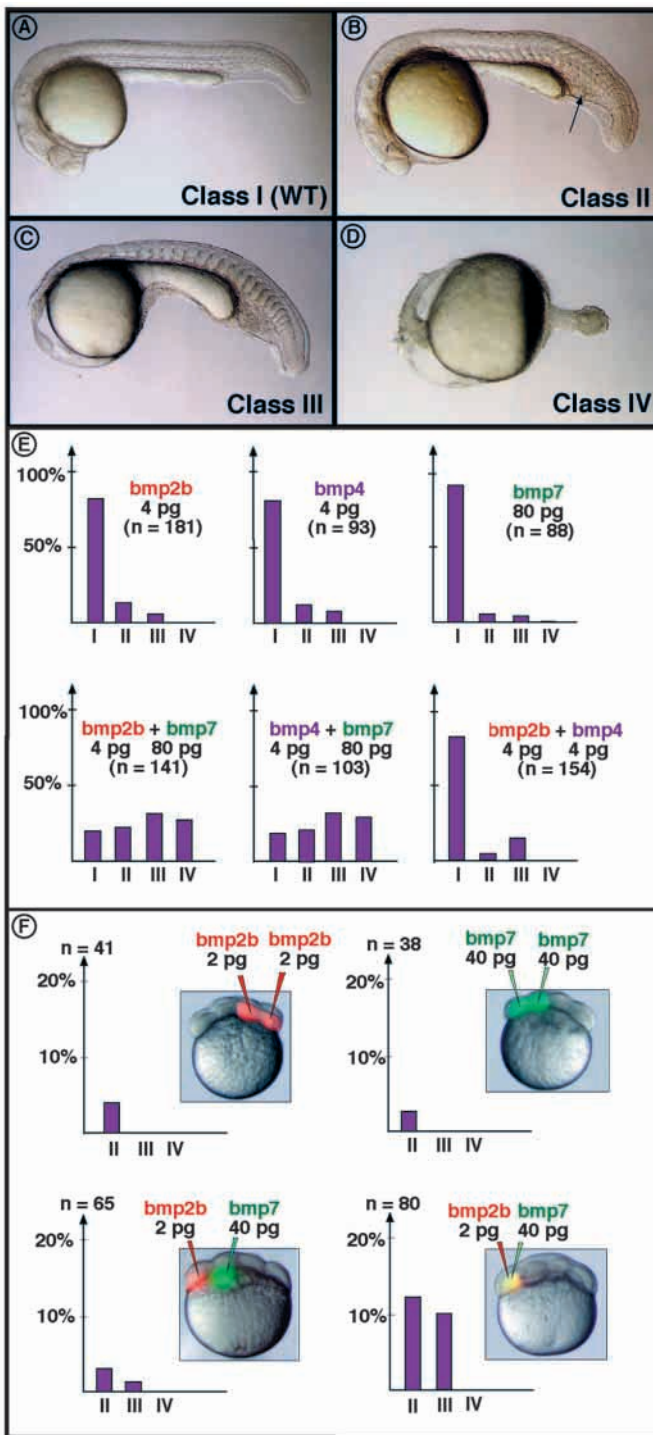 A
Class I (WT)
B
Class II
C
Class III
D
Class IV
E
100%
50%
bmp2b
4 pg
(n = 181)
I II III IV
bmp4
4 pg
(n = 93)
I II III IV
bmp7
80 pg
(n = 88)
I II III IV
100%
50%
bmp2b + bmp7
4 pg 80 pg
(n = 141)
I II III IV
bmp4 + bmp7
4 pg 80 pg
(n = 103)
I II III IV
bmp2b + bmp4
4 pg 4 pg
(n = 154)
I II III IV
F
n = 41
20%
10%
bmp2b bmp2b
2 pg 2 pg
II III IV
n = 38
20%
10%
bmp7 bmp7
40 pg 40 pg
II III IV
n = 65
20%
10%
bmp2b bmp7
2 pg 40 pg
II III IV
n = 80
20%
10%
bmp2b bmp7
2 pg 40 pg
II III IV